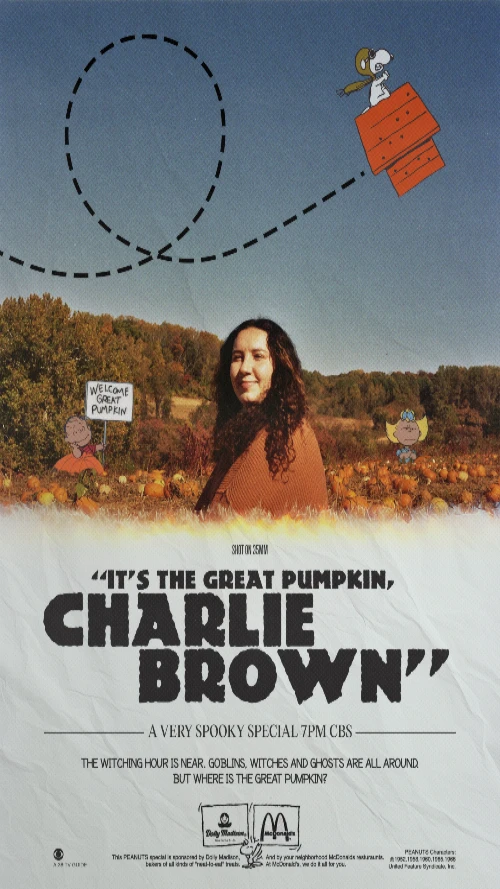 WELCOME
GREAT
PUMPKIN
SHOT ON 35MM
“IT'S THE GREAT PUMPKIN,
CHARLIE
BROWN”
A VERY SPOOKY SPECIAL 7PM CBS
THE WITCHING HOUR IS NEAR. GOBLINS, WITCHES AND GHOSTS ARE ALL AROUND.
BUT WHERE IS THE GREAT PUMPKIN?
Dolly Madison
McDonald's
This PEANUTS special is sponsored by Dolly Madison,
bakers of all kinds of "heel-to-eat" treats.
And by your neighborhood McDonalds restaurants.
At McDonald's, we do it all for you.
PEANUTS Characters:
United Feature Syndicate, Inc.